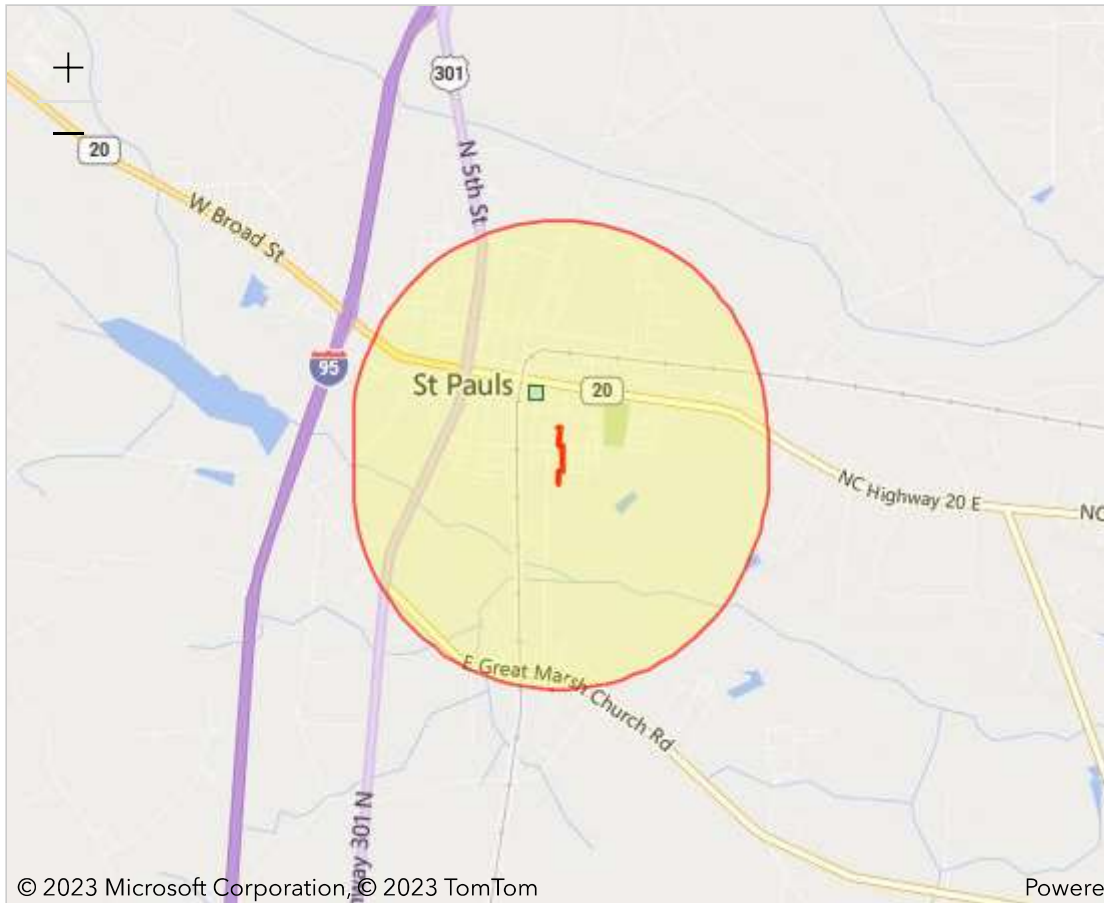 301
20
N 5th St
W Broad St
95
St Pauls
20
NC Highway 20 E
NC
E Great Marsh Church Rd
way 301 N
© 2023 Microsoft Corporation, © 2023 TomTom
Powere